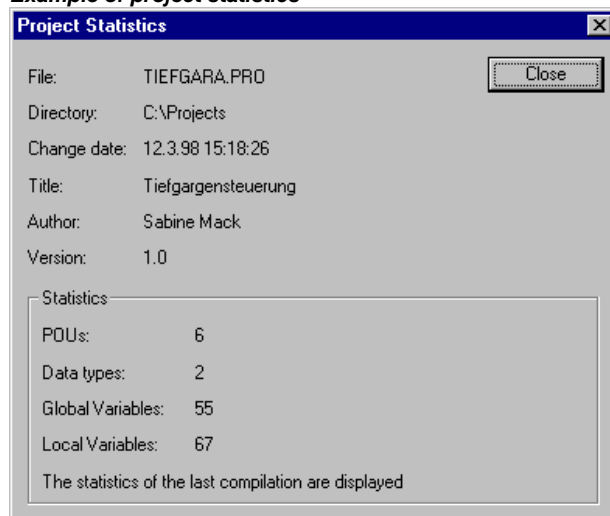 Example of project statistics
Project Statistics
File: TIEFGARA.PRO
Close
Directory: C:\Projects
Change date: 12.3.98 15:18:26
Title: Tiefgargensteuerung
Author: Sabine Mack
Version: 1.0
Statistics
POUs: 6
Data types: 2
Global Variables: 55
Local Variables: 67
The statistics of the last compilation are displayed